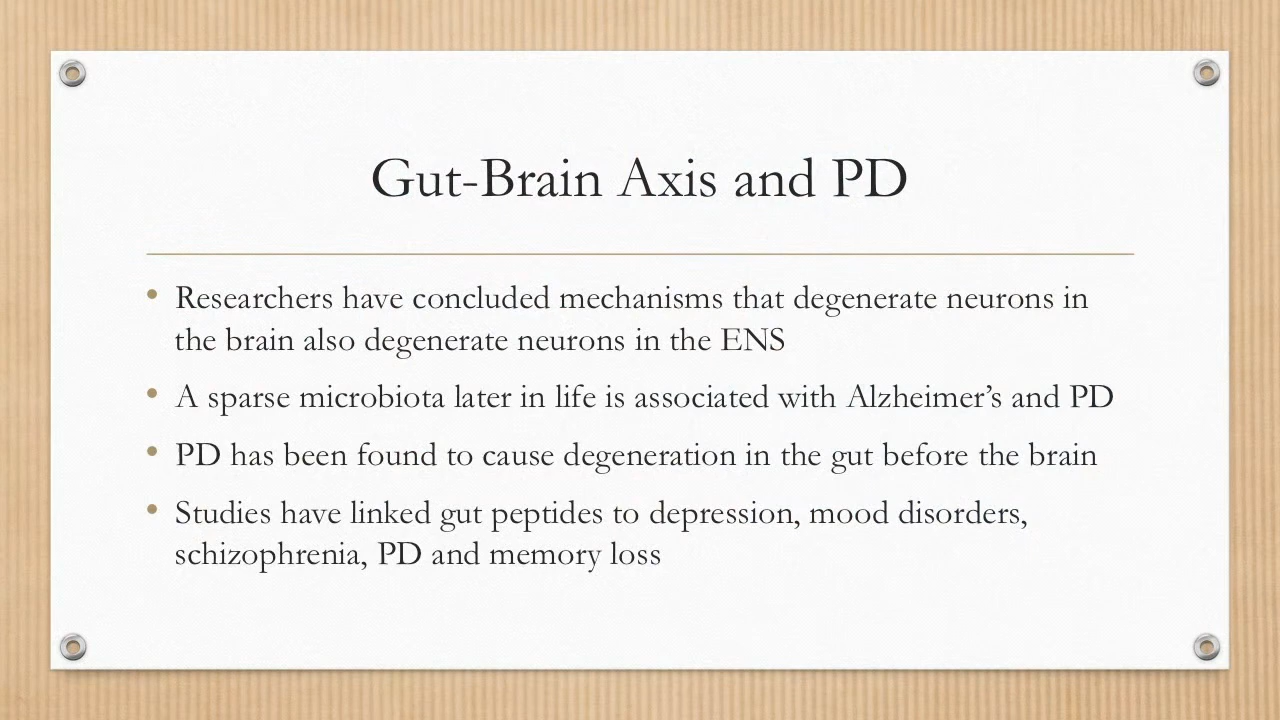 Gut-Brain Axis and PD
• Researchers have concluded mechanisms that degenerate neurons in
the brain also degenerate neurons in the ENS
• A sparse microbiota later in life is associated with Alzheimer’s and PD
• PD has been found to cause degeneration in the gut before the brain
• Studies have linked gut peptides to depression, mood disorders,
schizophrenia, PD and memory loss